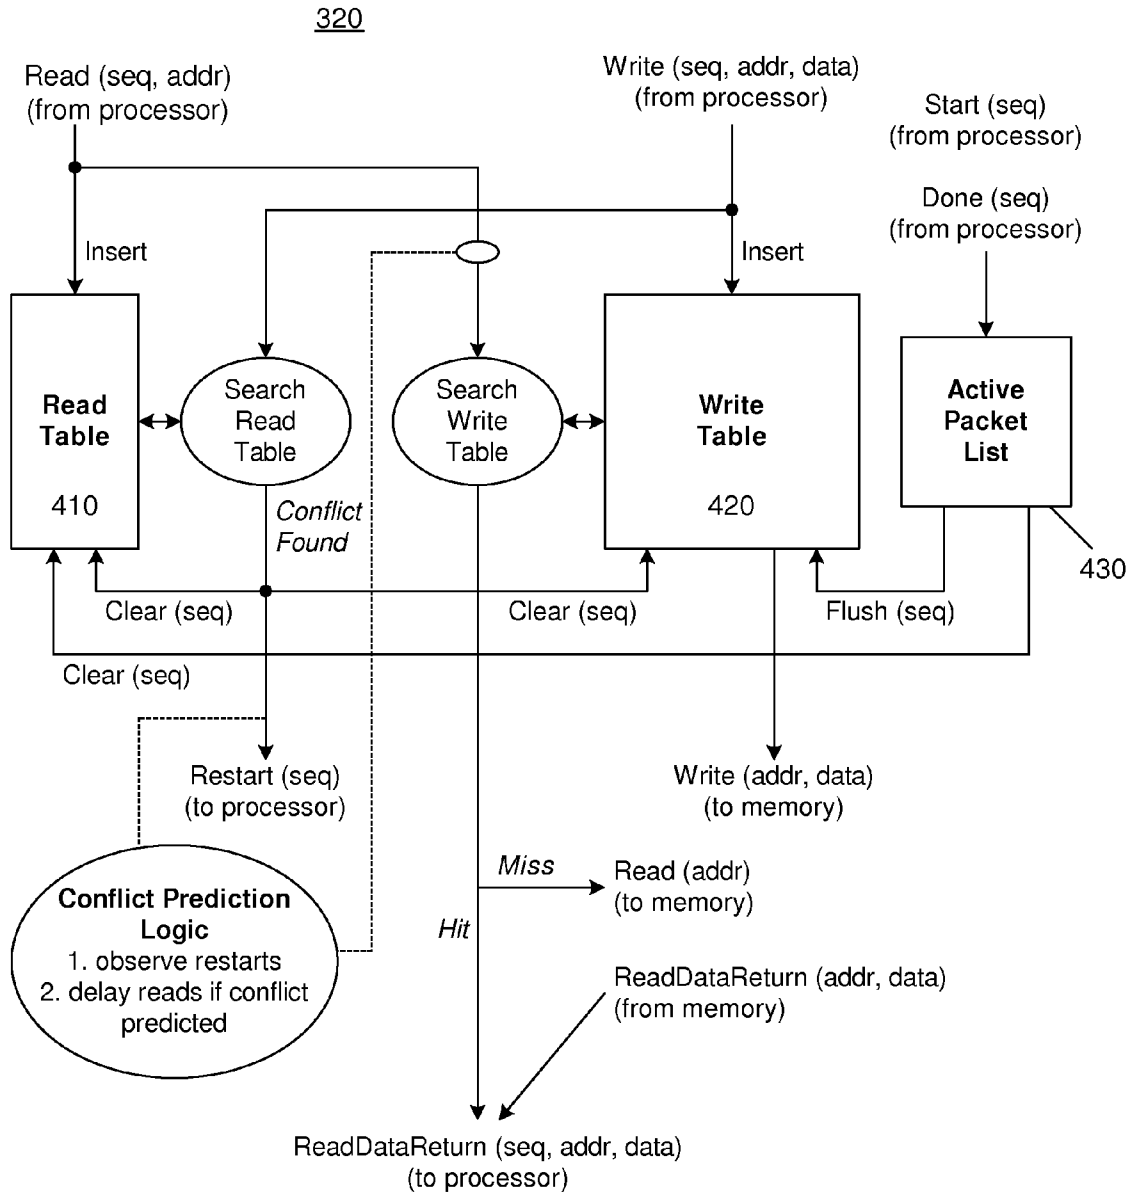 320
Read (seq, addr)
(from processor)
Write (seq, addr, data)
(from processor)
Start (seq)
(from processor)
Done (seq)
(from processor)
Insert
Insert
Read
Table
410
Search
Read
Table
Search
Write
Table
Write
Table
420
Active
Packet
List
430
Conflict
Found
Clear (seq)
Clear (seq)
Flush (seq)
Clear (seq)
Restart (seq)
(to processor)
Write (addr, data)
(to memory)
Conflict Prediction
Logic
1. observe restarts
2. delay reads if conflict
predicted
Miss
Read (addr)
(to memory)
Hit
ReadDataReturn (addr, data)
(from memory)
ReadDataReturn (seq, addr, data)
(to processor)